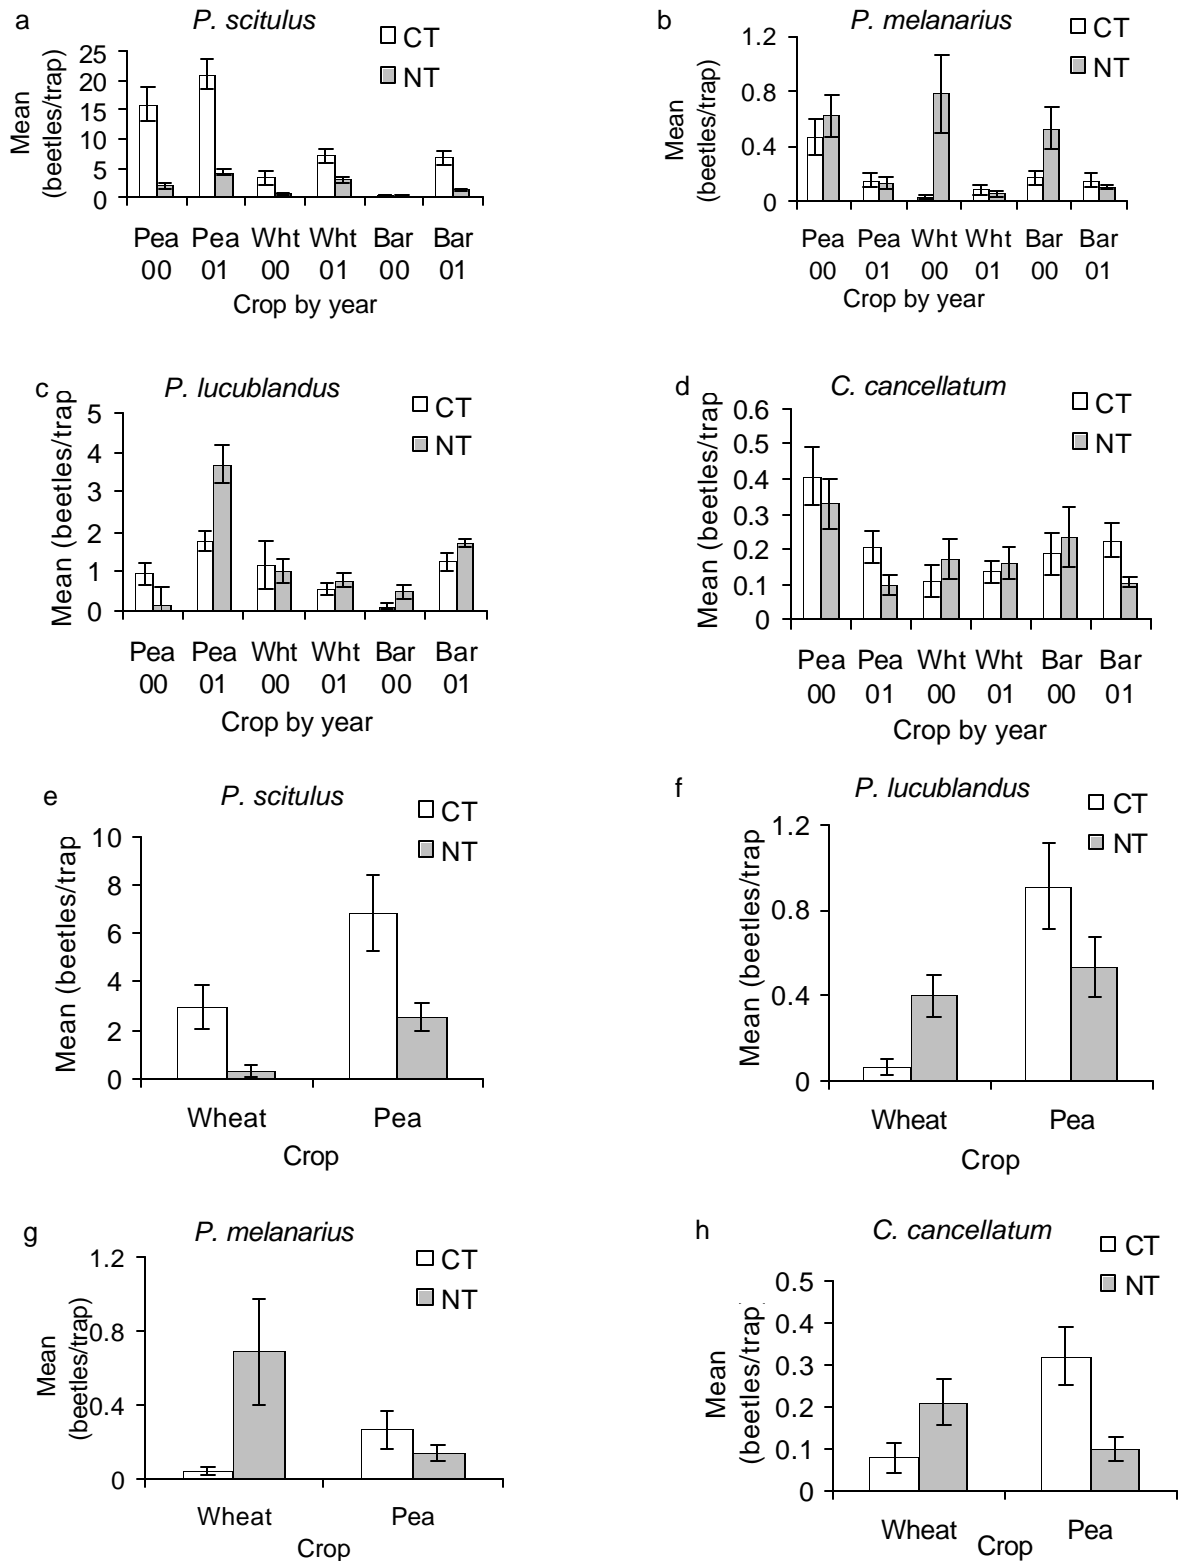 a
P. scitulus
CT
NT
Mean
(beetles/trap)
25
20
15
10
5
0
Pea Pea Wht Wht Bar Bar
00 01 00 01 00 01
Crop by year
b
P. melanarius
CT
NT
Mean
(beetles/trap)
1.2
0.8
0.4
0
Pea Pea Wht Wht Bar Bar
00 01 00 01 00 01
Crop by year
c
P. lucublandus
CT
NT
Mean (beetles/trap
5
4
3
2
1
0
Pea Pea Wht Wht Bar Bar
00 01 00 01 00 01
Crop by year
d
C. cancellatum
CT
NT
Mean (beetles/trap
0.6
0.5
0.4
0.3
0.2
0.1
0
Pea Pea Wht Wht Bar Bar
00 01 00 01 00 01
Crop by year
e
P. scitulus
CT
NT
Mean (beetles/trap
10
8
6
4
2
0
Wheat Pea
Crop
f
P. lucublandus
CT
NT
Mean (beetles/trap
1.2
0.8
0.4
0
Wheat Pea
Crop
g
P. melanarius
CT
NT
Mean
(beetles/trap)
1.2
0.8
0.4
0
Wheat Pea
Crop
h
C. cancellatum
CT
NT
Mean
(beetles/trap)
0.5
0.4
0.3
0.2
0.1
0
Wheat Pea
Crop